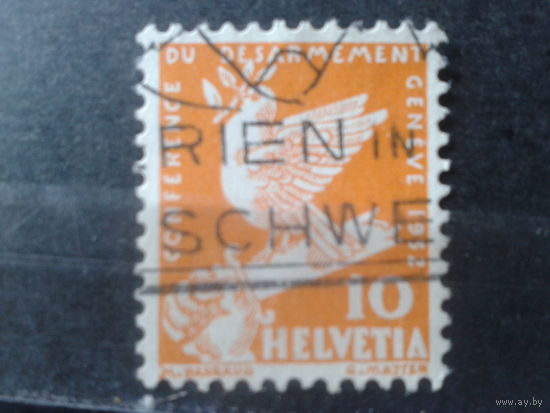 CONFERENCE DU DESARMEMENT GENEVE 1932
RIEN IN
SCHWE
10
HELVETIA
G. MATTER
www.ay.by